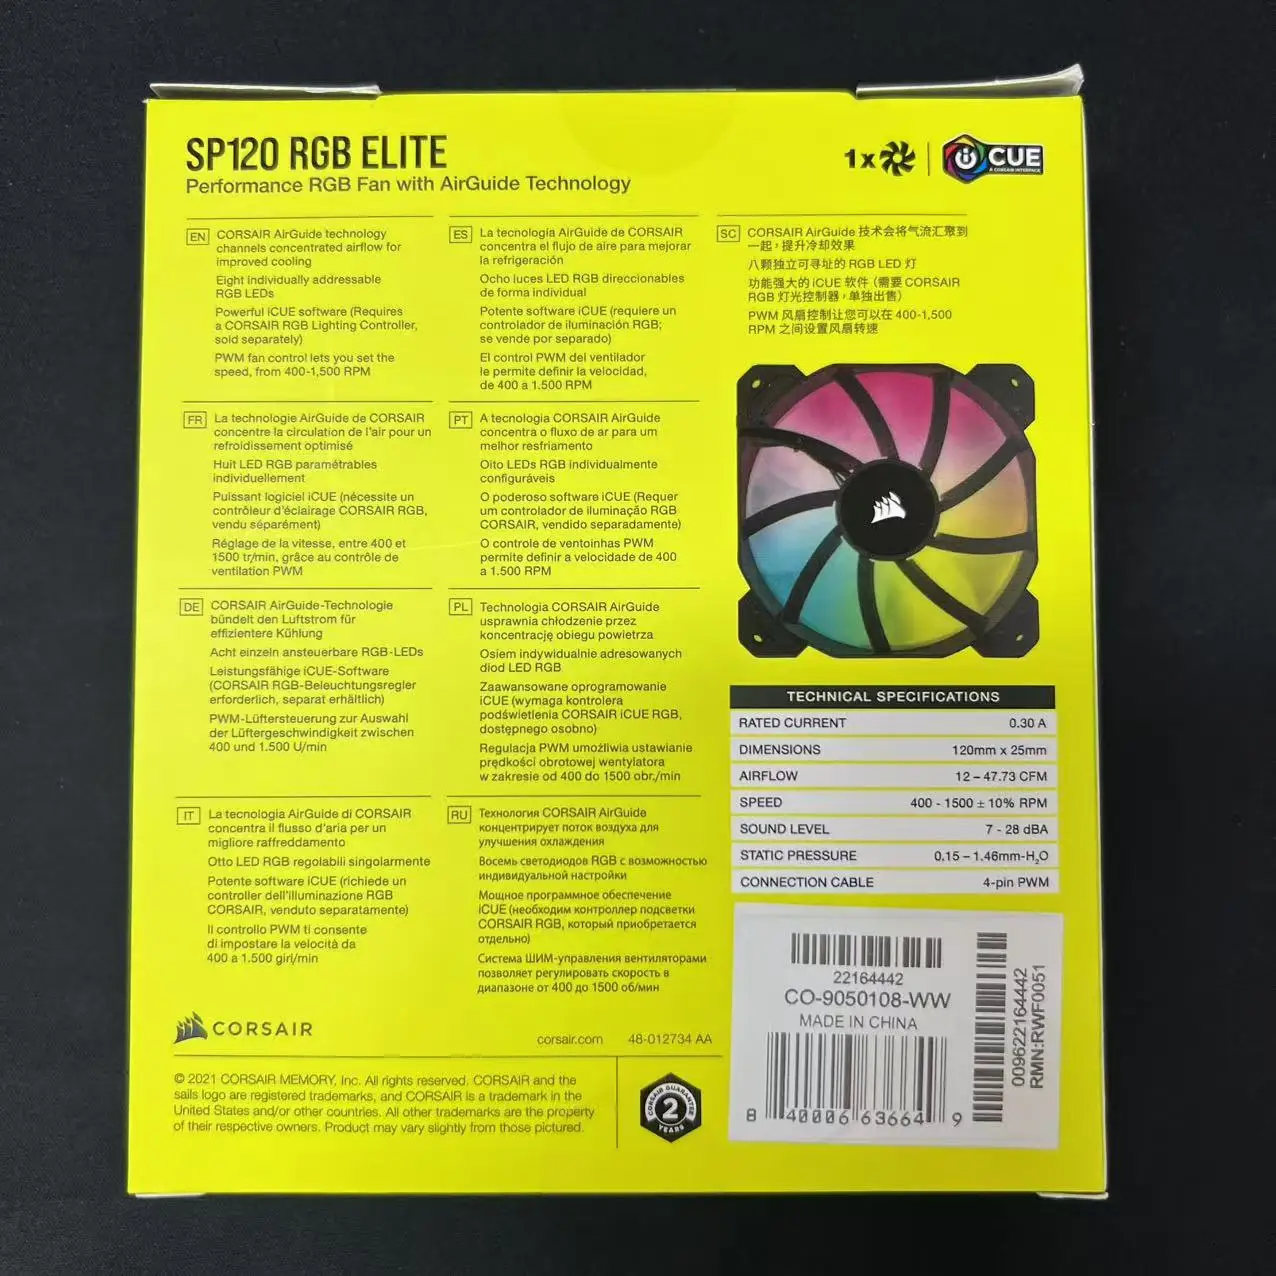 SP120 RGB ELITE
Performance RGB Fan with AirGuide Technology
1x
CUE
A CORSAIR INTERFACE
EN
CORSAIR AirGuide technology
channels concentrated airflow for
improved cooling
Eight individually addressable
RGB LEDs
Powerful iCUE software (Requires
a CORSAIR RGB Lighting Controller,
sold separately)
PWM fan control lets you set the
speed, from 400-1,500 RPM
FR
La technologie AirGuide de CORSAIR
concentre la circulation de l'air pour un
refroidissement optimisé
Huit LED RGB paramétrables
individuellement
Puissant logiciel iCUE (nécessite un
contrôleur d'éclairage CORSAIR RGB,
vendu séparément)
Réglage de la vitesse, entre 400 et
1500 tr/min, grâce au contrôle de
ventilation PWM
DE
CORSAIR AirGuide-Technologie
bündelt den Luftstrom für
effizientere Kühlung
Acht einzeln ansteuerbare RGB-LEDs
Leistungsfähige iCUE-Software
(CORSAIR RGB-Beleuchtungsregler
erforderlich, separat erhältlich)
PWM-Lüftersteuerung zur Auswahl
der Lüftergeschwindigkeit zwischen
400 und 1.500 U/min
IT
La tecnologia AirGuide di CORSAIR
concentra il flusso d'aria per un
migliore raffreddamento
Otto LED RGB regolabili singolarmente
Potente software iCUE (richiede un
controller dell'illuminazione RGB
CORSAIR, venduto separatamente)
Il controllo PWM ti consente
di impostare la velocità da
400 a 1.500 giri/min
ES
La tecnología AirGuide de CORSAIR
concentra el flujo de aire para mejorar
la refrigeración
Ocho luces LED RGB direccionables
de forma individual
Potente software iCUE (requiere un
controlador de iluminación RGB;
se vende por separado)
El control PWM del ventilador
le permite definir la velocidad,
de 400 a 1.500 RPM
PT
A tecnologia CORSAIR AirGuide
concentra o fluxo de ar para um
melhor resfriamento
Oito LEDs RGB individualmente
configuráveis
O poderoso software iCUE (Requer
um controlador de iluminação RGB
CORSAIR, vendido separadamente)
O controle de ventoinhas PWM
permite definir a velocidade de 400
a 1.500 RPM
PL
Technologia CORSAIR AirGuide
usprawnia chłodzenie przez
koncentrację obiegu powietrza
Osiem indywidualnie adresowanych
diod LED RGB
Zaawansowane oprogramowanie
iCUE (wymaga kontrolera
podświetlenia CORSAIR iCUE RGB,
dostępnego osobno)
Regulacja PWM umożliwia ustawianie
prędkości obrotowej wentylatora
w zakresie od 400 do 1500 obr./min
RU
Технология CORSAIR AirGuide
концентрирует поток воздуха для
улучшения охлаждения
Восемь светодиодов RGB с возможностью
индивидуальной настройки
Мощное программное обеспечение
iCUE (необходим контроллер подсветки
CORSAIR RGB, который приобретается
отдельно)
Система ШИМ-управления вентиляторами
позволяет регулировать скорость в
диапазоне от 400 до 1500 об/мин
SC
CORSAIR AirGuide 技术会将气流汇聚到
一起，提升冷却效果
八颗独立可寻址的 RGB LED 灯
功能强大的 iCUE 软件（需要 CORSAIR
RGB 灯光控制器，单独出售）
PWM 风扇控制让您可以在 400-1,500
RPM 之间设置风扇转速
TECHNICAL SPECIFICATIONS
RATED CURRENT 0.30 A
DIMENSIONS 120mm x 25mm
AIRFLOW 12 – 47.73 CFM
SPEED 400 - 1500 ± 10% RPM
SOUND LEVEL 7 - 28 dBA
STATIC PRESSURE 0.15 – 1.46mm-H₂O
CONNECTION CABLE 4-pin PWM
22164442
CO-9050108-WW
MADE IN CHINA
8 40006 63664 9
009622164442
RMN:RWF0051
CORSAIR
corsair.com 48-012734 AA
© 2021 CORSAIR MEMORY, Inc. All rights reserved. CORSAIR and the
sails logo are registered trademarks, and CORSAIR is a trademark in the
United States and/or other countries. All other trademarks are the property
of their respective owners. Product may vary slightly from those pictured.
CORSAIR GUARANTEE
2
YEARS